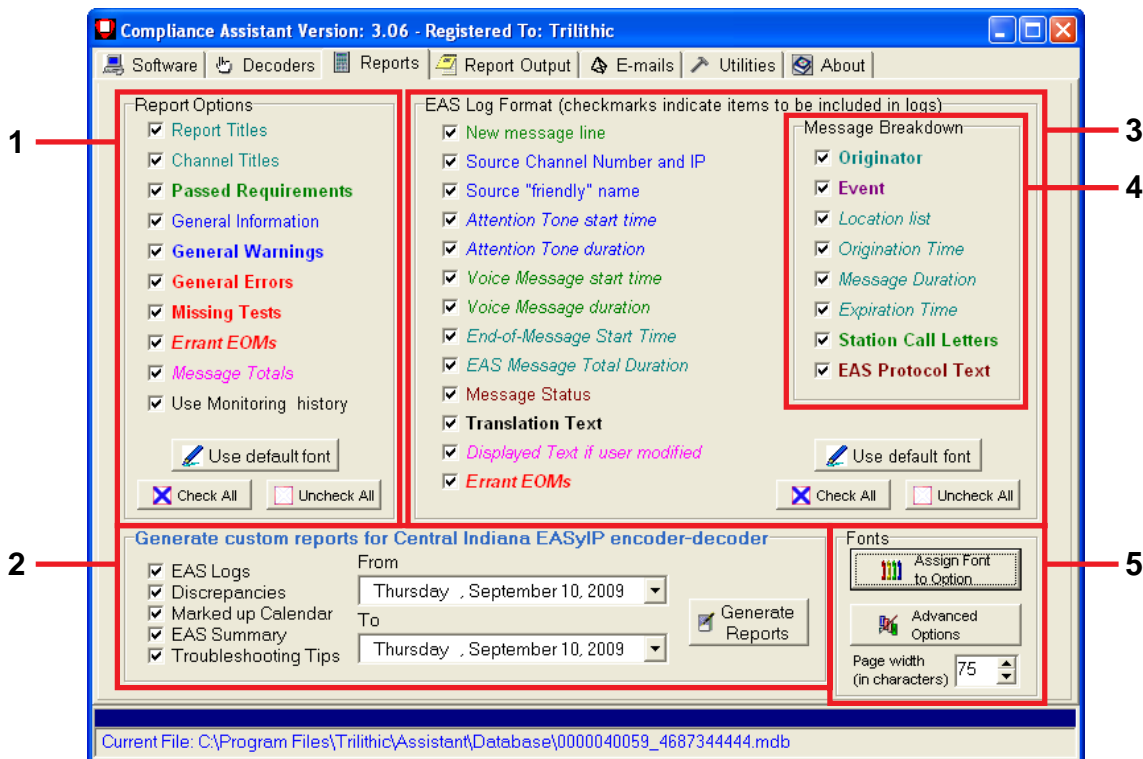 Compliance Assistant Version: 3.06 - Registered To: Trilithic
Software Decoders Reports Report Output E-mails Utilities About
1
Report Options
Report Titles
Channel Titles
Passed Requirements
General Information
General Warnings
General Errors
Missing Tests
Errant EOMs
Message Totals
Use Monitoring history
Use default font
Check All Uncheck All
EAS Log Format (checkmarks indicate items to be included in logs)
3
New message line
Source Channel Number and IP
Source "friendly" name
Attention Tone start time
Attention Tone duration
Voice Message start time
Voice Message duration
End-of-Message Start Time
EAS Message Total Duration
Message Status
Translation Text
Displayed Text if user modified
Errant EOMs
Message Breakdown
4
Originator
Event
Location list
Origination Time
Message Duration
Expiration Time
Station Call Letters
EAS Protocol Text
Use default font
Check All Uncheck All
2
Generate custom reports for Central Indiana EASyIP encoder-decoder
EAS Logs
Discrepancies
Marked up Calendar
EAS Summary
Troubleshooting Tips
From
Thursday , September 10, 2009
To
Thursday , September 10, 2009
Generate
Reports
Fonts
5
Assign Font
to Option
Advanced
Options
Page width
(in characters) 75
Current File: C:\Program Files\Trilithic\Assistant\Database\0000040059_4687344444.mdb